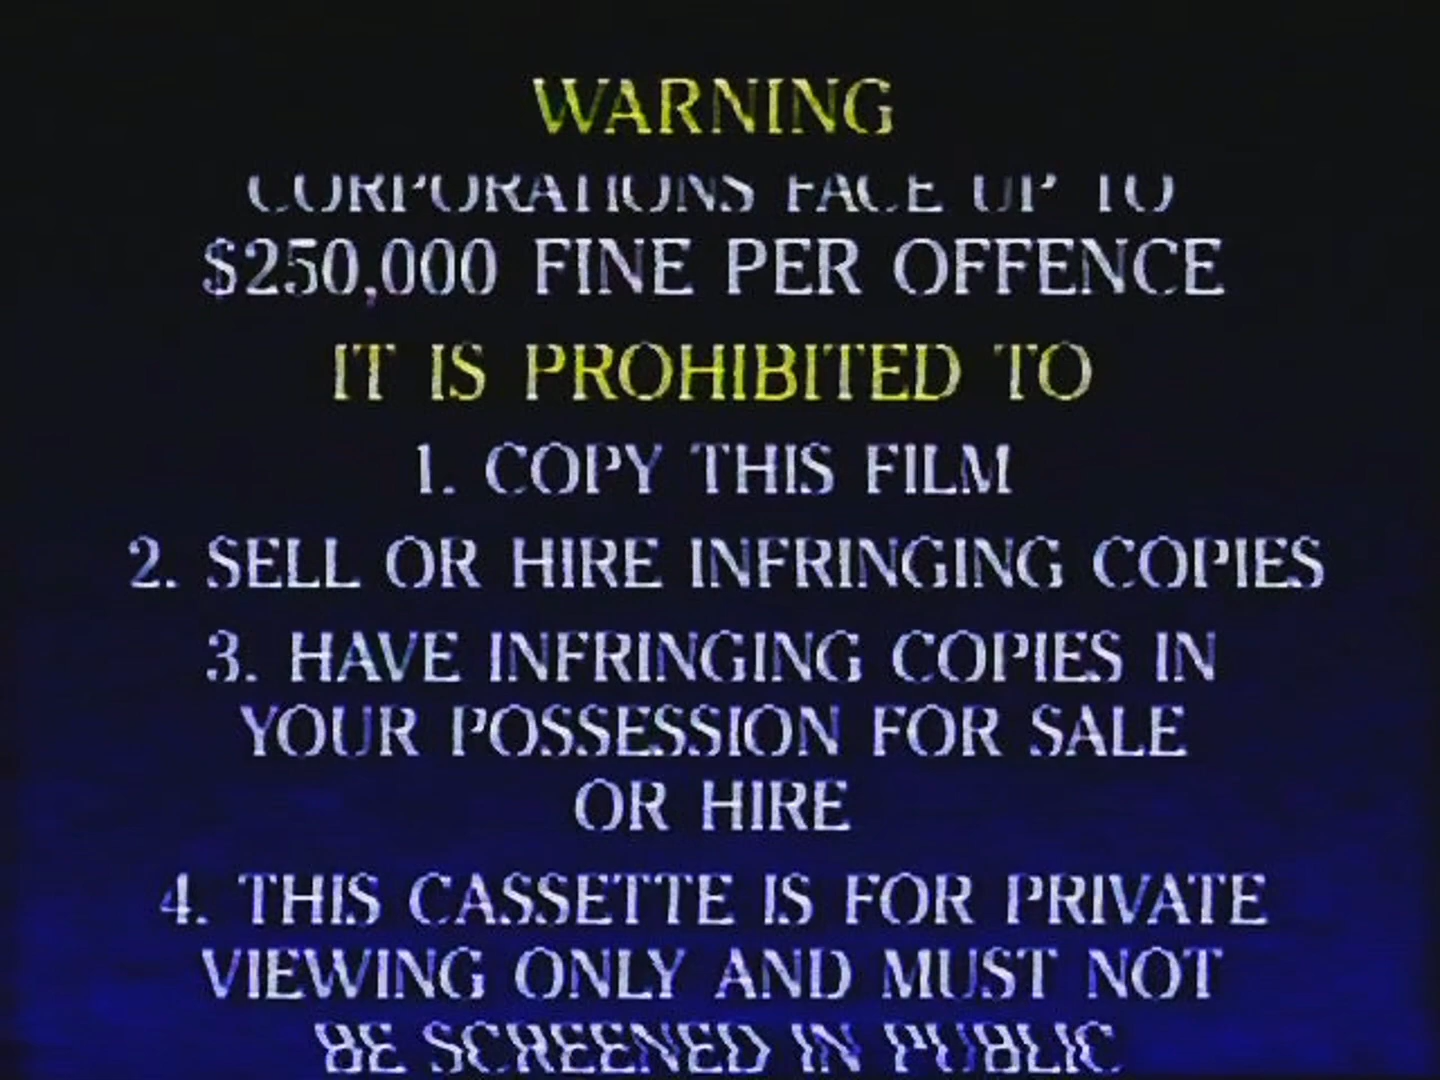 WARNING
CORPORATIONS FACE UP TO
$250,000 FINE PER OFFENCE
IT IS PROHIBITED TO
1. COPY THIS FILM
2. SELL OR HIRE INFRINGING COPIES
3. HAVE INFRINGING COPIES IN
YOUR POSSESSION FOR SALE
OR HIRE
4. THIS CASSETTE IS FOR PRIVATE
VIEWING ONLY AND MUST NOT
BE SCREENED IN PUBLIC